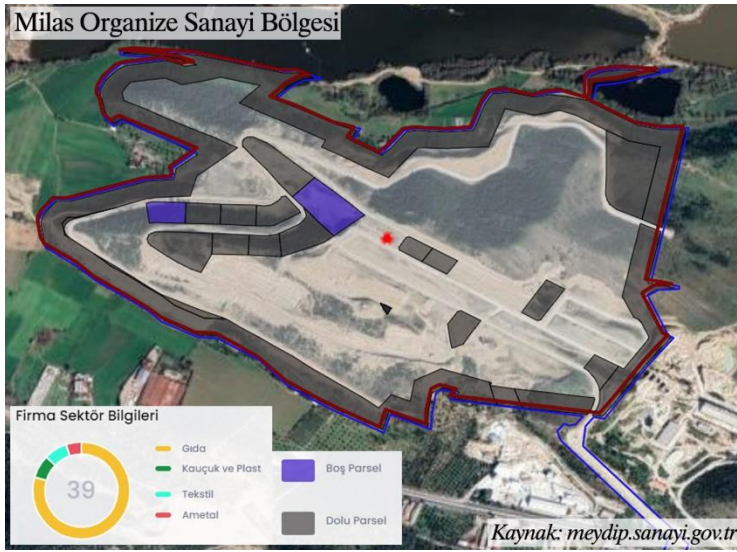 Milas Organize Sanayi Bölgesi
Firma Sektör Bilgileri
39
Gıda
Kauçuk ve Plast
Tekstil
Ametal
Boş Parsel
Dolu Parsel
Kaynak: meydip.sanayi.gov.tr